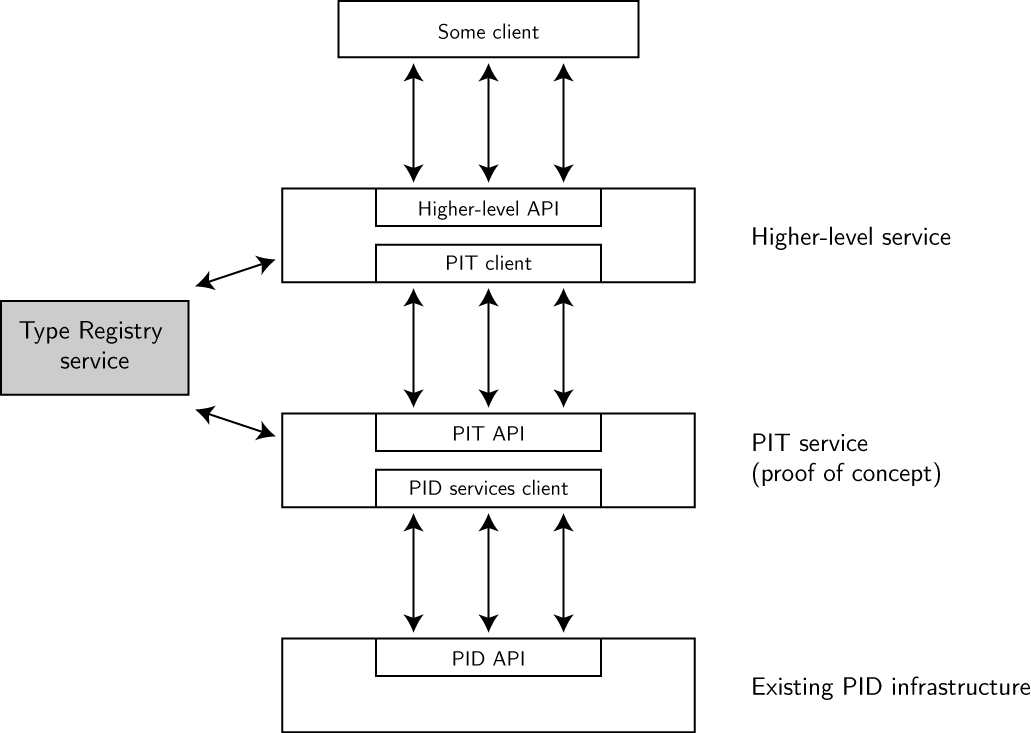 Some client
Higher-level API
Higher-level service
PIT client
Type Registry
service
PIT API
PIT service
(proof of concept)
PID services client
PID API
Existing PID infrastructure